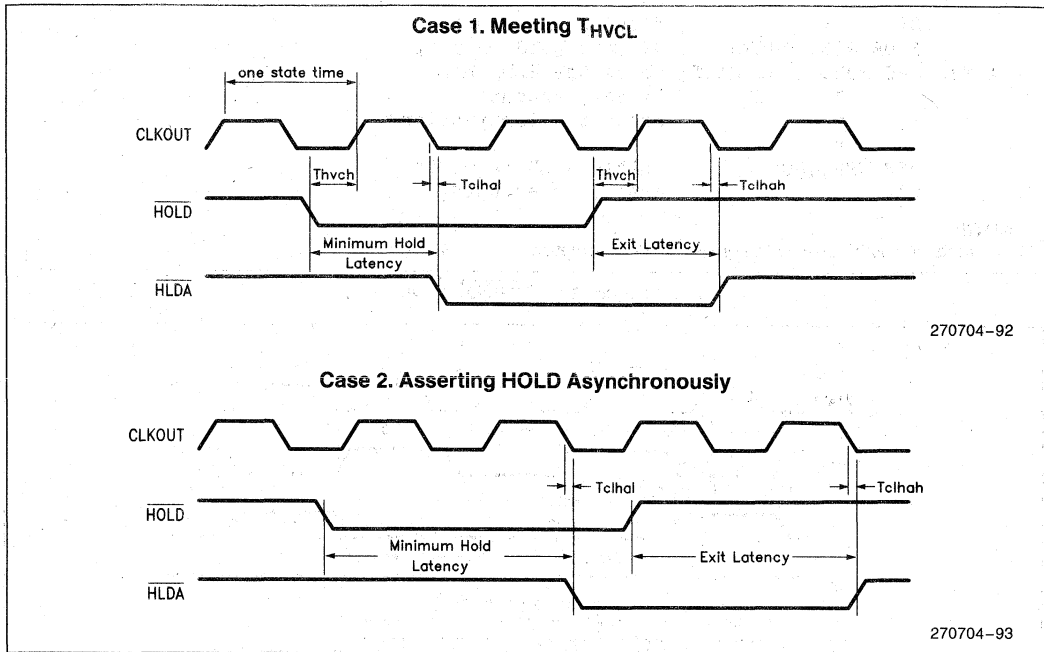 Case 1. Meeting THVCL
one state time
CLKOUT
Thvch
Tclhal
Thvch
Tclhah
HOLD
Minimum Hold
Latency
Exit Latency
HLDA
270704-92
Case 2. Asserting HOLD Asynchronously
CLKOUT
Tclhal
Tclhah
HOLD
Minimum Hold
Latency
Exit Latency
HLDA
270704-93